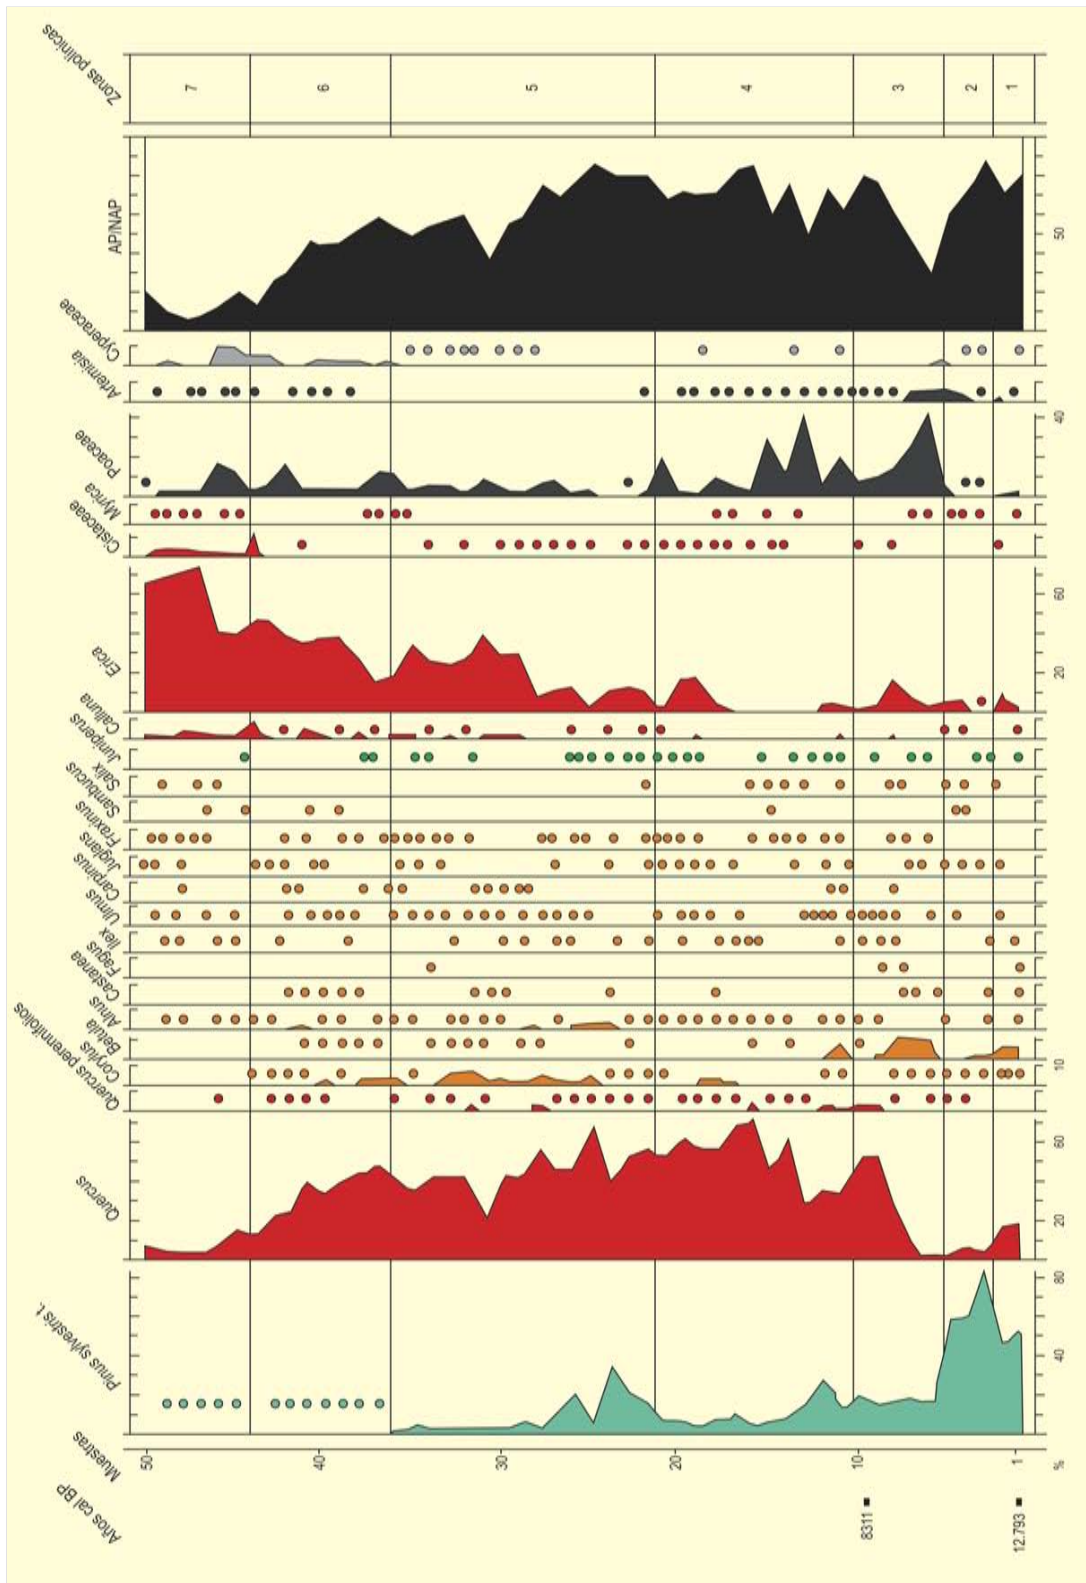 Zonas polínicas
7
6
5
4
3
2
1
AP/NAP
50
Cyperaceae
Artemisia
Poaceae
40
Myrica
Cistaceae
Erica
60
20
Calluna
Juniperus
Salix
Sambucus
Fraxinus
Juglans
Carpinus
Ulmus
Ilex
Fagus
Castanea
Alnus
Betula
Corylus
10
Quercus perennifolios
Quercus
60
20
Pinus sylvestris t.
80
40
Muestras
50
40
30
20
10
1
%
Años cal BP
8311
12.793